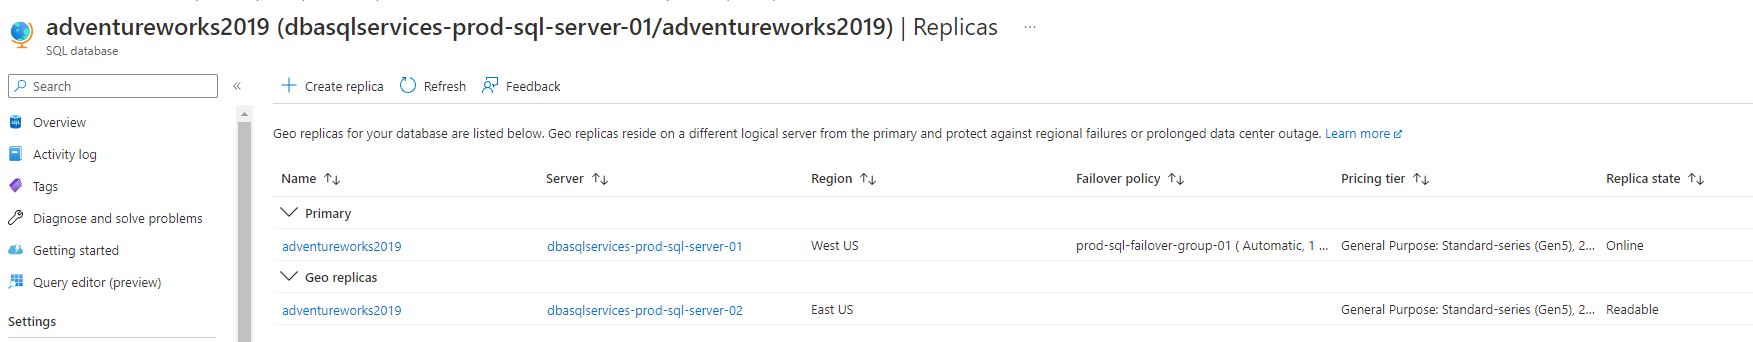 adventureworks2019 (dbasqlservices-prod-sql-server-01/adventureworks2019) | Replicas ...
SQL database
Search «
+ Create replica Refresh Feedback
Overview
Activity log
Tags
Diagnose and solve problems
Getting started
Query editor (preview)
Settings
Geo replicas for your database are listed below. Geo replicas reside on a different logical server from the primary and protect against regional failures or prolonged data center outage. Learn more
Name ↑↓ Server ↑↓ Region ↑↓ Failover policy ↑↓ Pricing tier ↑↓ Replica state ↑↓
Primary
adventureworks2019 dbasqlservices-prod-sql-server-01 West US prod-sql-failover-group-01 ( Automatic, 1 ... General Purpose: Standard-series (Gen5), 2... Online
Geo replicas
adventureworks2019 dbasqlservices-prod-sql-server-02 East US General Purpose: Standard-series (Gen5), 2... Readable